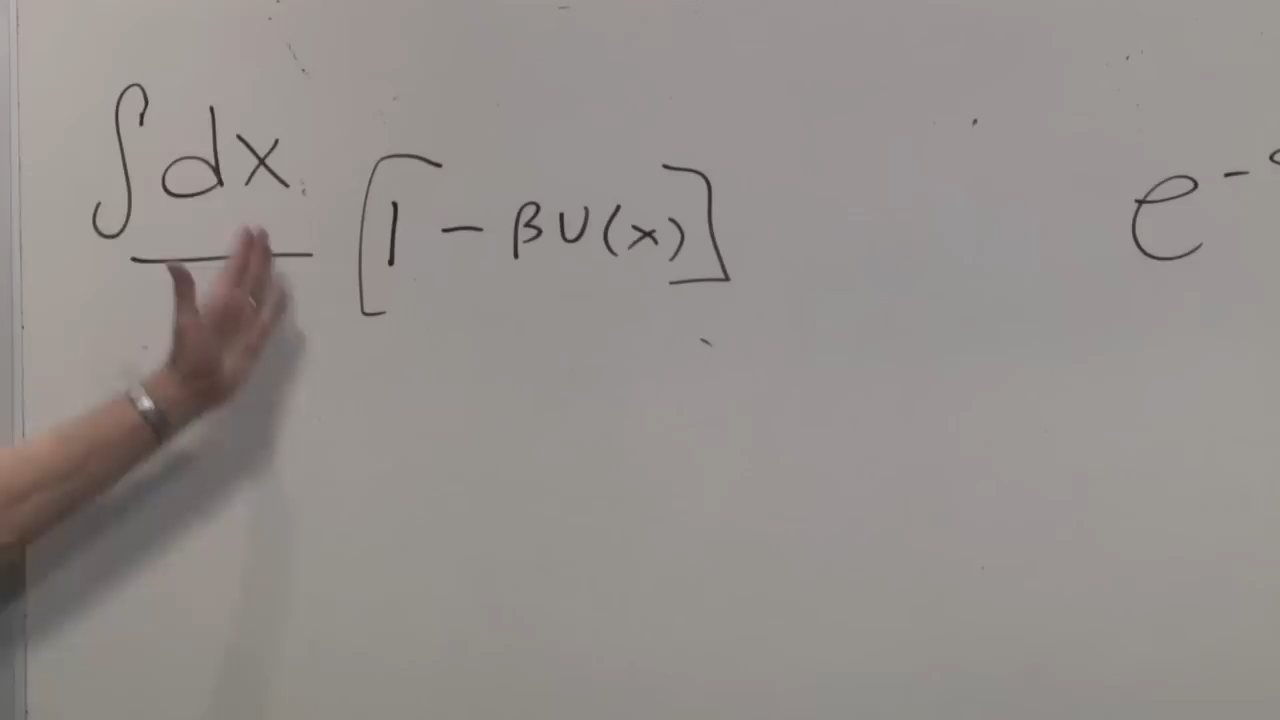 ∫dx [1 - βU(x)]
e⁻